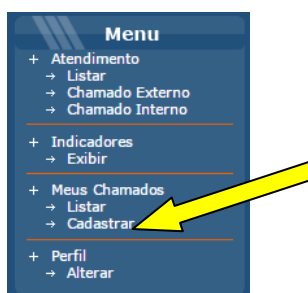 Menu
+ Atendimento
→ Listar
→ Chamado Externo
→ Chamado Interno
+ Indicadores
→ Exibir
+ Meus Chamados
→ Listar
→ Cadastrar
+ Perfil
→ Alterar